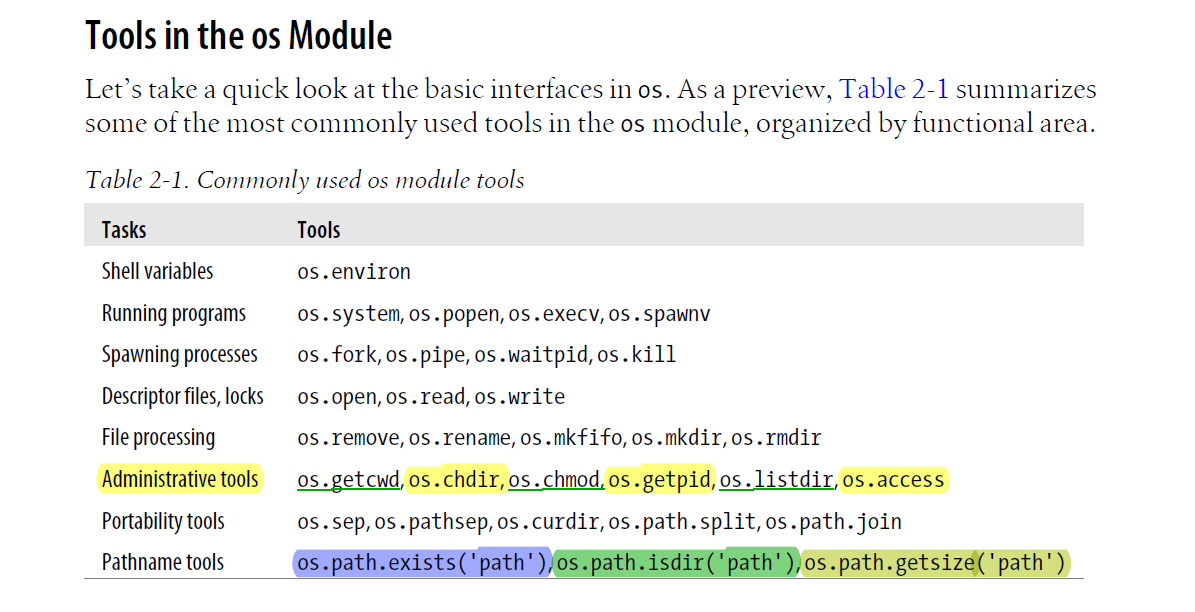 Tools in the os Module
Let’s take a quick look at the basic interfaces in os. As a preview, Table 2-1 summarizes
some of the most commonly used tools in the os module, organized by functional area.
Table 2-1. Commonly used os module tools
Tasks Tools
Shell variables os.environ
Running programs os.system, os.popen, os.execv, os.spawnv
Spawning processes os.fork, os.pipe, os.waitpid, os.kill
Descriptor files, locks os.open, os.read, os.write
File processing os.remove, os.rename, os.mkfifo, os.mkdir, os.rmdir
Administrative tools os.getcwd, os.chdir, os.chmod, os.getpid, os.listdir, os.access
Portability tools os.sep, os.pathsep, os.curdir, os.path.split, os.path.join
Pathname tools os.path.exists('path'), os.path.isdir('path'), os.path.getsize('path')